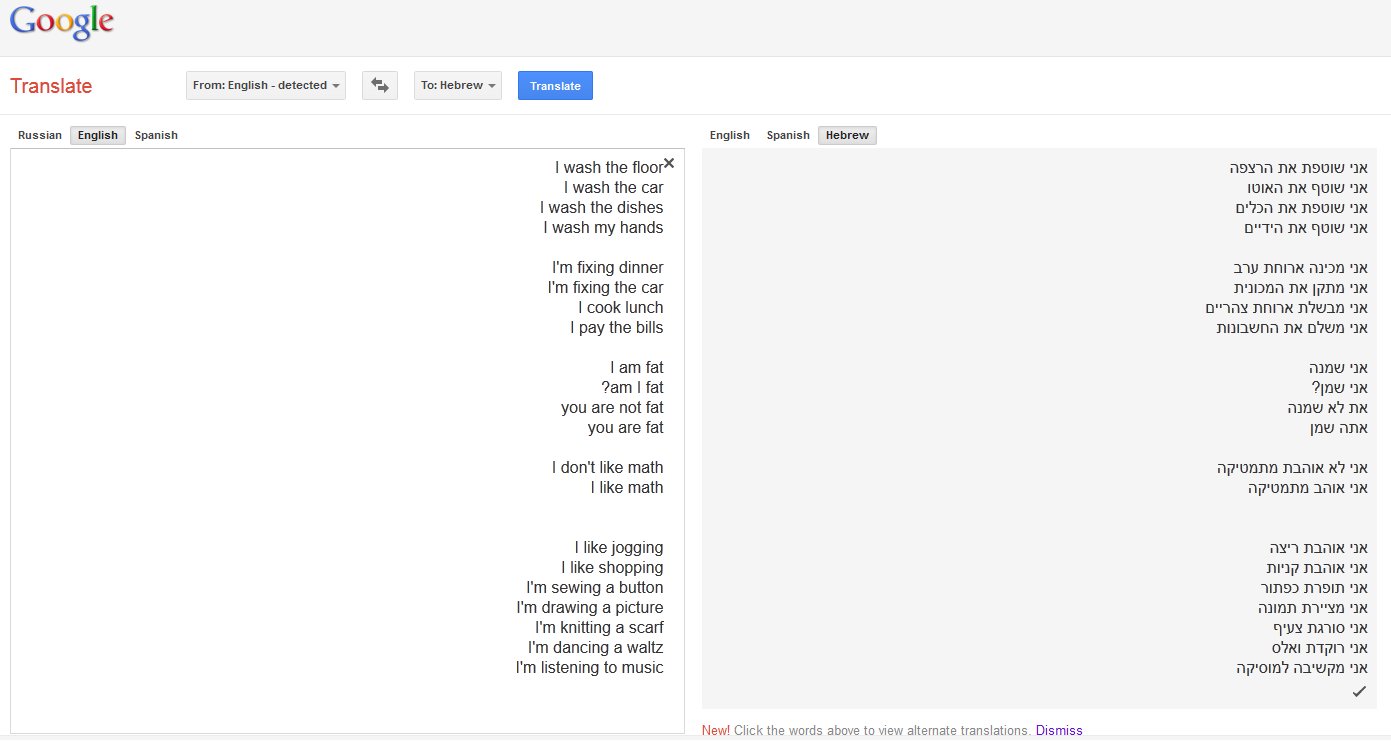 Google
Translate
From: English - detected
To: Hebrew
Translate
Russian English Spanish
I wash the floor
I wash the car
I wash the dishes
I wash my hands
I'm fixing dinner
I'm fixing the car
I cook lunch
I pay the bills
I am fat
?am I fat
you are not fat
you are fat
I don't like math
I like math
I like jogging
I like shopping
I'm sewing a button
I'm drawing a picture
I'm knitting a scarf
I'm dancing a waltz
I'm listening to music
English Spanish Hebrew
אני שוטפת את הרצפה
אני שוטף את האוטו
אני שוטפת את הכלים
אני שוטף את הידיים
אני מכינה ארוחת ערב
אני מתקן את המכונית
אני מבשלת ארוחת צהריים
אני משלם את החשבונות
אני שמנה
אני שמן?
את לא שמנה
אתה שמן
אני לא אוהבת מתמטיקה
אני אוהב מתמטיקה
אני אוהבת ריצה
אני אוהבת קניות
אני תופרת כפתור
אני מציירת תמונה
אני סורגת צעיף
אני רוקדת ואלס
אני מקשיבה למוסיקה
New! Click the words above to view alternate translations. Dismiss